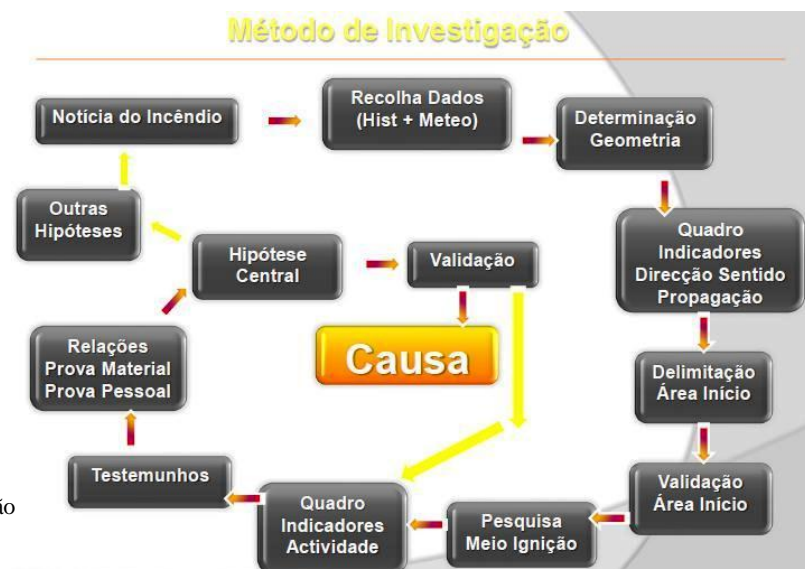 Método de Investigação
Notícia do Incêndio
Recolha Dados
(Hist + Meteo)
Determinação
Geometria
Quadro
Indicadores
Direcção Sentido
Propagação
Delimitação
Área Início
Validação
Área Início
Pesquisa
Meio Ignição
Quadro
Indicadores
Actividade
Testemunhos
Relações
Prova Material
Prova Pessoal
Hipótese
Central
Outras
Hipóteses
Validação
Causa
ão